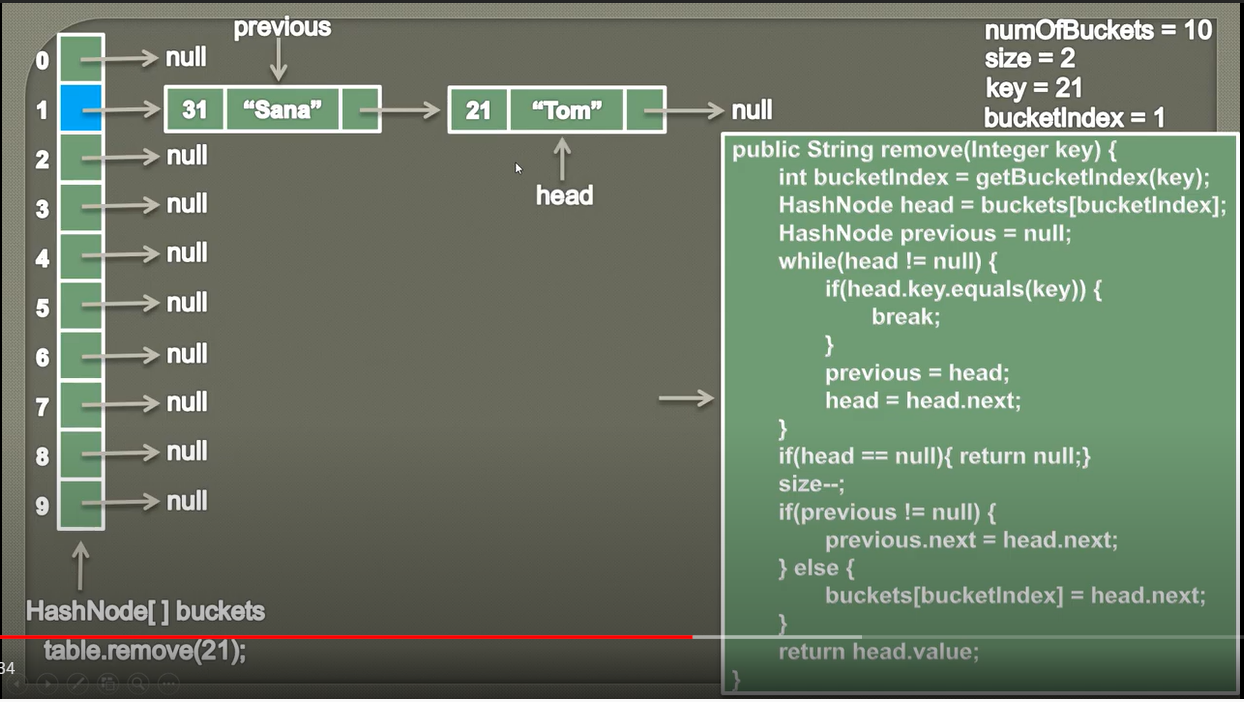 previous
numOfBuckets = 10
size = 2
key = 21
bucketIndex = 1
0 null
1 31 “Sana” 21 “Tom” null
head
2 null
3 null
4 null
5 null
6 null
7 null
8 null
9 null
HashNode[ ] buckets
table.remove(21);
34
public String remove(Integer key) {
int bucketIndex = getBucketIndex(key);
HashNode head = buckets[bucketIndex];
HashNode previous = null;
while(head != null) {
if(head.key.equals(key)) {
break;
}
previous = head;
head = head.next;
}
if(head == null){ return null;}
size--;
if(previous != null) {
previous.next = head.next;
} else {
buckets[bucketIndex] = head.next;
}
return head.value;
}